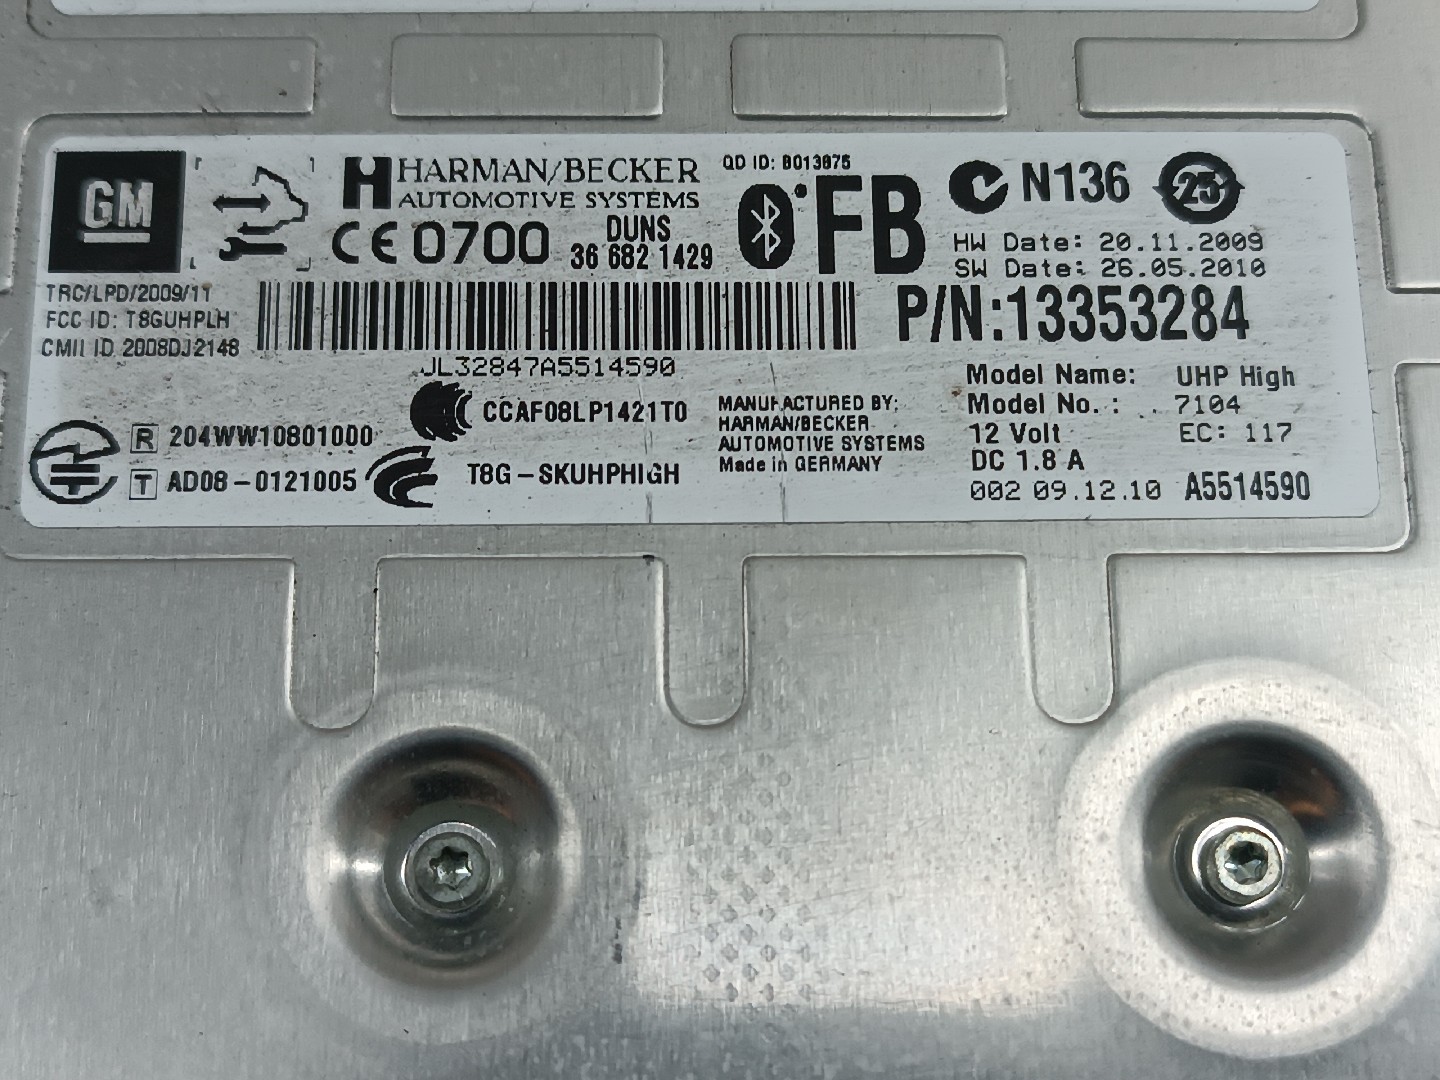 GM
HARMAN/BECKER
AUTOMOTIVE SYSTEMS
CE 0700
DUNS
36 682 1429
QD ID: B013875
FB
N136
25
HW Date: 20.11.2009
SW Date: 26.05.2010
TRC/LPD/2009/11
FCC ID: T8GUHPLH
CMII ID 2008DJ2148
JL32847A5514590
P/N:13353284
CCAF08LP1421T0
R 204WW10801000
T AD08-0121005
T8G-SKUHPHIGH
MANUFACTURED BY:
HARMAN/BECKER
AUTOMOTIVE SYSTEMS
Made in GERMANY
Model Name: UHP High
Model No.: 7104
12 Volt EC: 117
DC 1.8 A
002 09.12.10 A5514590